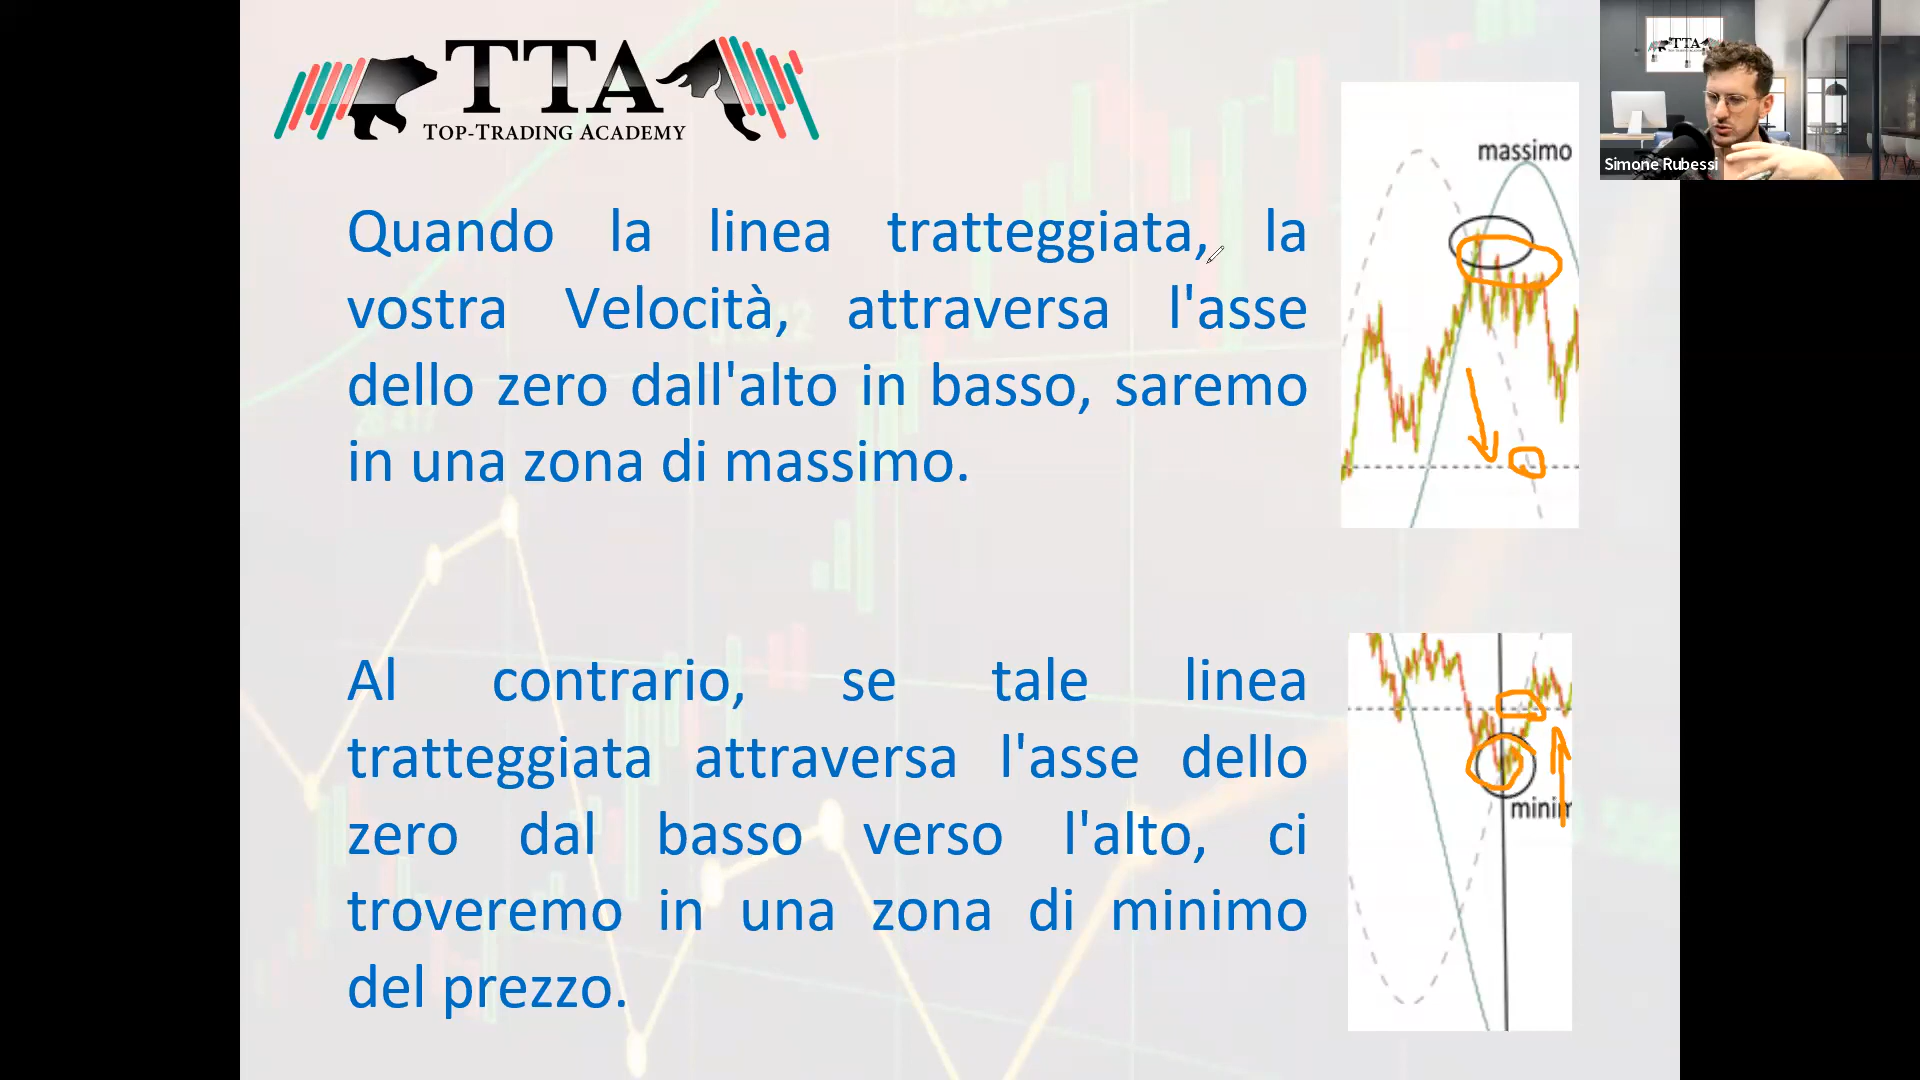 TTA
TOP-TRADING ACADEMY
TTA
Simone Rubessi
massimo
Quando la linea tratteggiata, la
vostra Velocità, attraversa l'asse
dello zero dall'alto in basso, saremo
in una zona di massimo.
Al contrario, se tale linea
tratteggiata attraversa l'asse dello
zero dal basso verso l'alto, ci
troveremo in una zona di minimo
del prezzo.
minim